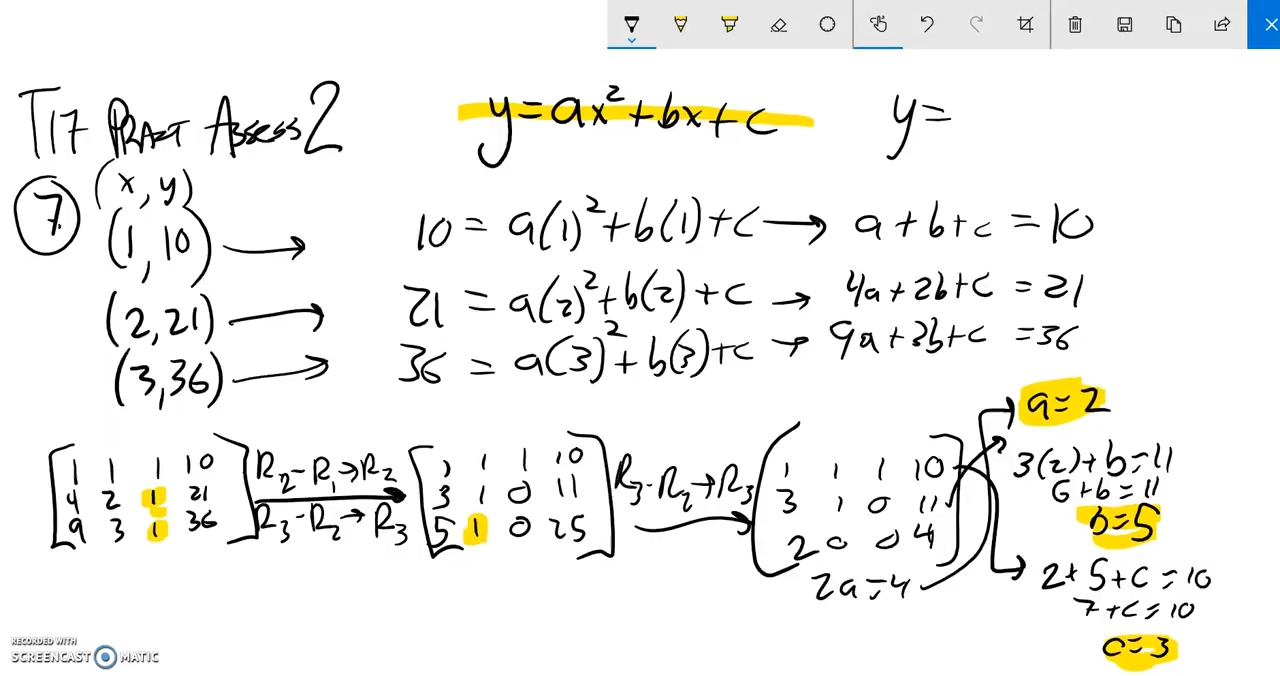 T17 PRACT ASSESS 2
y=ax²+bx+c
y=
7.
(x,y)
(1,10) → 10 = a(1)²+b(1)+c → a+b+c=10
(2,21) → 21 = a(2)²+b(2)+c → 4a+2b+c=21
(3,36) → 36 = a(3)²+b(3)+c → 9a+3b+c=36
[1 1 1 10
4 2 1 21
9 3 1 36]
R2-R1→R2
R3-R2→R3
[1 1 1 10
3 1 0 11
5 1 0 25]
R3-R2→R3
[1 1 1 10
3 1 0 11
2 0 0 4]
2a=4
a=2
3(2)+b=11
6+b=11
b=5
2+5+c=10
7+c=10
c=3
RECORDED WITH
SCREENCAST MATIC